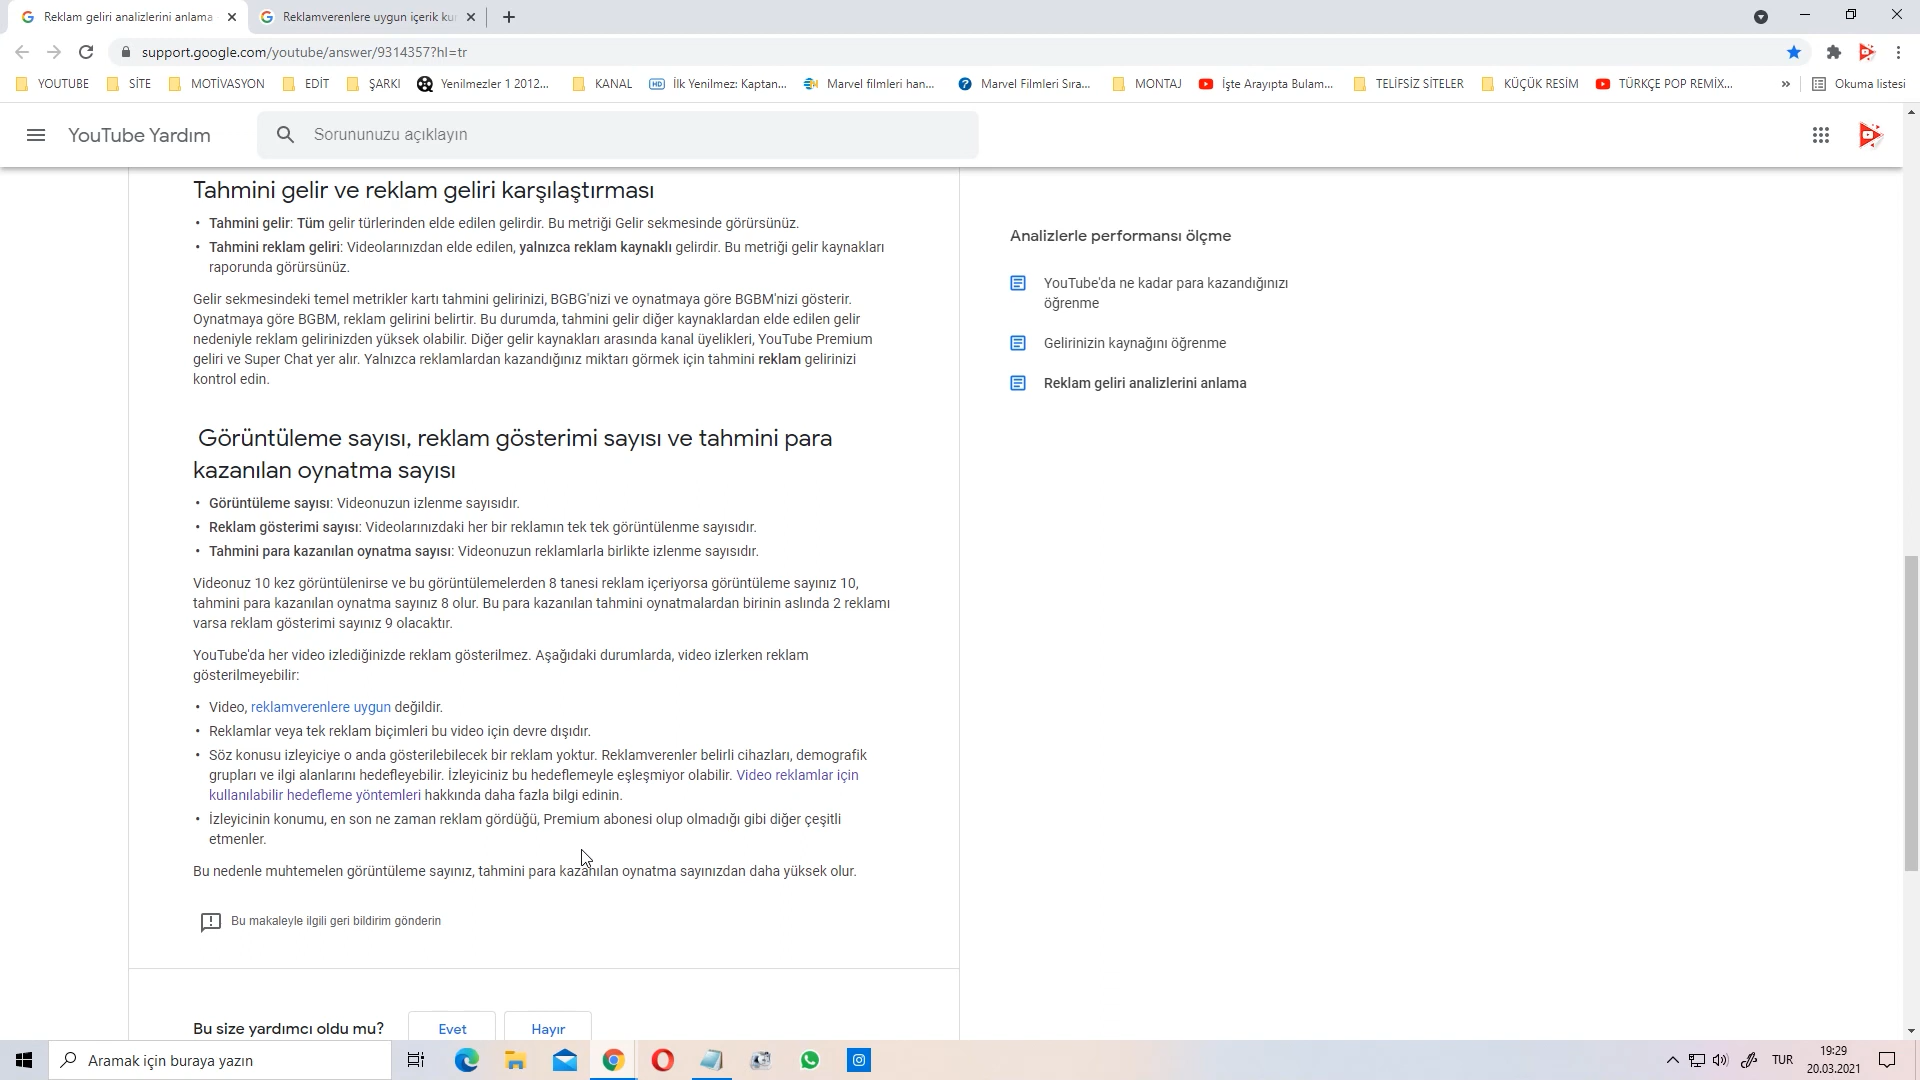 Reklam geliri analizlerini anlama
Reklamverenlere uygun içerik ku
support.google.com/youtube/answer/9314357?hl=tr
YOUTUBE SİTE MOTİVASYON EDİT ŞARKI Yenilmezler 1 2012... KANAL HD İlk Yenilmez: Kaptan... Marvel filmleri han... Marvel Filmleri Sıra... MONTAJ İşte Arayıpta Bulam... TELİFSİZ SİTELER KÜÇÜK RESİM TÜRKÇE POP REMİX... » Okuma listesi
YouTube Yardım
Sorununuzu açıklayın
Tahmini gelir ve reklam geliri karşılaştırması
• Tahmini gelir: Tüm gelir türlerinden elde edilen gelirdir. Bu metriği Gelir sekmesinde görürsünüz.
• Tahmini reklam geliri: Videolarınızdan elde edilen, yalnızca reklam kaynaklı gelirdir. Bu metriği gelir kaynakları
raporunda görürsünüz.
Gelir sekmesindeki temel metrikler kartı tahmini gelirinizi, BGBG'nizi ve oynatmaya göre BGBM'nizi gösterir.
Oynatmaya göre BGBM, reklam gelirini belirtir. Bu durumda, tahmini gelir diğer kaynaklardan elde edilen gelir
nedeniyle reklam gelirinizden yüksek olabilir. Diğer gelir kaynakları arasında kanal üyelikleri, YouTube Premium
geliri ve Super Chat yer alır. Yalnızca reklamlardan kazandığınız miktarı görmek için tahmini reklam gelirinizi
kontrol edin.
Görüntüleme sayısı, reklam gösterimi sayısı ve tahmini para
kazanılan oynatma sayısı
• Görüntüleme sayısı: Videonuzun izlenme sayısıdır.
• Reklam gösterimi sayısı: Videolarınızdaki her bir reklamın tek tek görüntülenme sayısıdır.
• Tahmini para kazanılan oynatma sayısı: Videonuzun reklamlarla birlikte izlenme sayısıdır.
Videonuz 10 kez görüntülenirse ve bu görüntülemelerden 8 tanesi reklam içeriyorsa görüntüleme sayınız 10,
tahmini para kazanılan oynatma sayınız 8 olur. Bu para kazanılan tahmini oynatmalardan birinin aslında 2 reklamı
varsa reklam gösterimi sayınız 9 olacaktır.
YouTube'da her video izlediğinizde reklam gösterilmez. Aşağıdaki durumlarda, video izlerken reklam
gösterilmeyebilir:
• Video, reklamverenlere uygun değildir.
• Reklamlar veya tek reklam biçimleri bu video için devre dışıdır.
• Söz konusu izleyiciye o anda gösterilebilecek bir reklam yoktur. Reklamverenler belirli cihazları, demografik
grupları ve ilgi alanlarını hedefleyebilir. İzleyiciniz bu hedeflemeyle eşleşmiyor olabilir. Video reklamlar için
kullanılabilir hedefleme yöntemleri hakkında daha fazla bilgi edinin.
• İzleyicinin konumu, en son ne zaman reklam gördüğü, Premium abonesi olup olmadığı gibi diğer çeşitli
etmenler.
Bu nedenle muhtemelen görüntüleme sayınız, tahmini para kazanılan oynatma sayınızdan daha yüksek olur.
Bu makaleyle ilgili geri bildirim gönderin
Bu size yardımcı oldu mu?
Evet
Hayır
Analizlerle performansı ölçme
YouTube'da ne kadar para kazandığınızı
öğrenme
Gelirinizin kaynağını öğrenme
Reklam geliri analizlerini anlama
Aramak için buraya yazın
TUR
19:29
20.03.2021